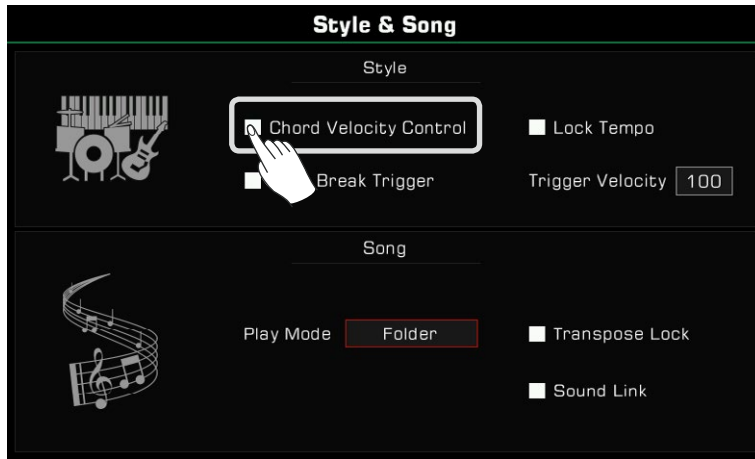 Style & Song
Style
Chord Velocity Control
Lock Tempo
Break Trigger
Trigger Velocity 100
Song
Play Mode Folder
Transpose Lock
Sound Link